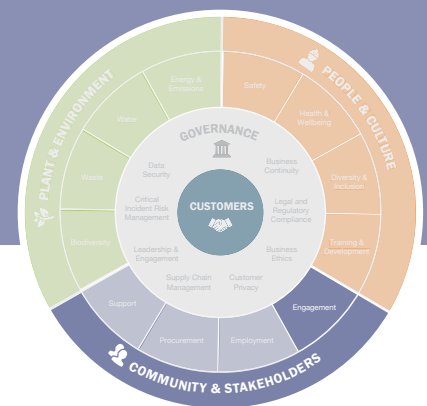 PLANT & ENVIRONMENT
Energy &
Emissions
Water
Waste
Biodiversity
PEOPLE & CULTURE
Safety
Health &
Wellbeing
Diversity &
Inclusion
Training &
Development
GOVERNANCE
Data
Security
Critical
Incident Risk
Management
Leadership &
Engagement
Supply Chain
Management
Customer
Privacy
Business
Ethics
Legal and
Regulatory
Compliance
Business
Continuity
CUSTOMERS
Support
Procurement
Employment
Engagement
COMMUNITY & STAKEHOLDERS